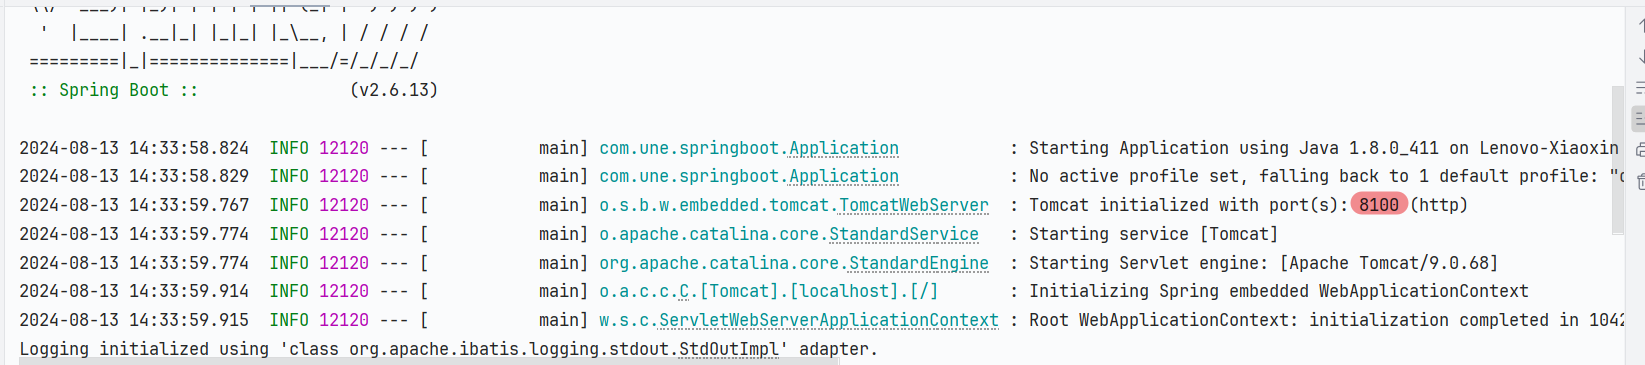 '  |____| .__|_| |_|_| |_\__, | / / / /
=========|_|==============|___/=/_/_/_/
:: Spring Boot ::               (v2.6.13)
2024-08-13 14:33:58.824  INFO 12120 --- [           main] com.une.springboot.Application           : Starting Application using Java 1.8.0_411 on Lenovo-Xiaoxin
2024-08-13 14:33:58.829  INFO 12120 --- [           main] com.une.springboot.Application           : No active profile set, falling back to 1 default profile: "d
2024-08-13 14:33:59.767  INFO 12120 --- [           main] o.s.b.w.embedded.tomcat.TomcatWebServer  : Tomcat initialized with port(s): 8100 (http)
2024-08-13 14:33:59.774  INFO 12120 --- [           main] o.apache.catalina.core.StandardService   : Starting service [Tomcat]
2024-08-13 14:33:59.774  INFO 12120 --- [           main] org.apache.catalina.core.StandardEngine  : Starting Servlet engine: [Apache Tomcat/9.0.68]
2024-08-13 14:33:59.914  INFO 12120 --- [           main] o.a.c.c.C.[Tomcat].[localhost].[/]       : Initializing Spring embedded WebApplicationContext
2024-08-13 14:33:59.915  INFO 12120 --- [           main] w.s.c.ServletWebServerApplicationContext : Root WebApplicationContext: initialization completed in 1042
Logging initialized using 'class org.apache.ibatis.logging.stdout.StdOutImpl' adapter.